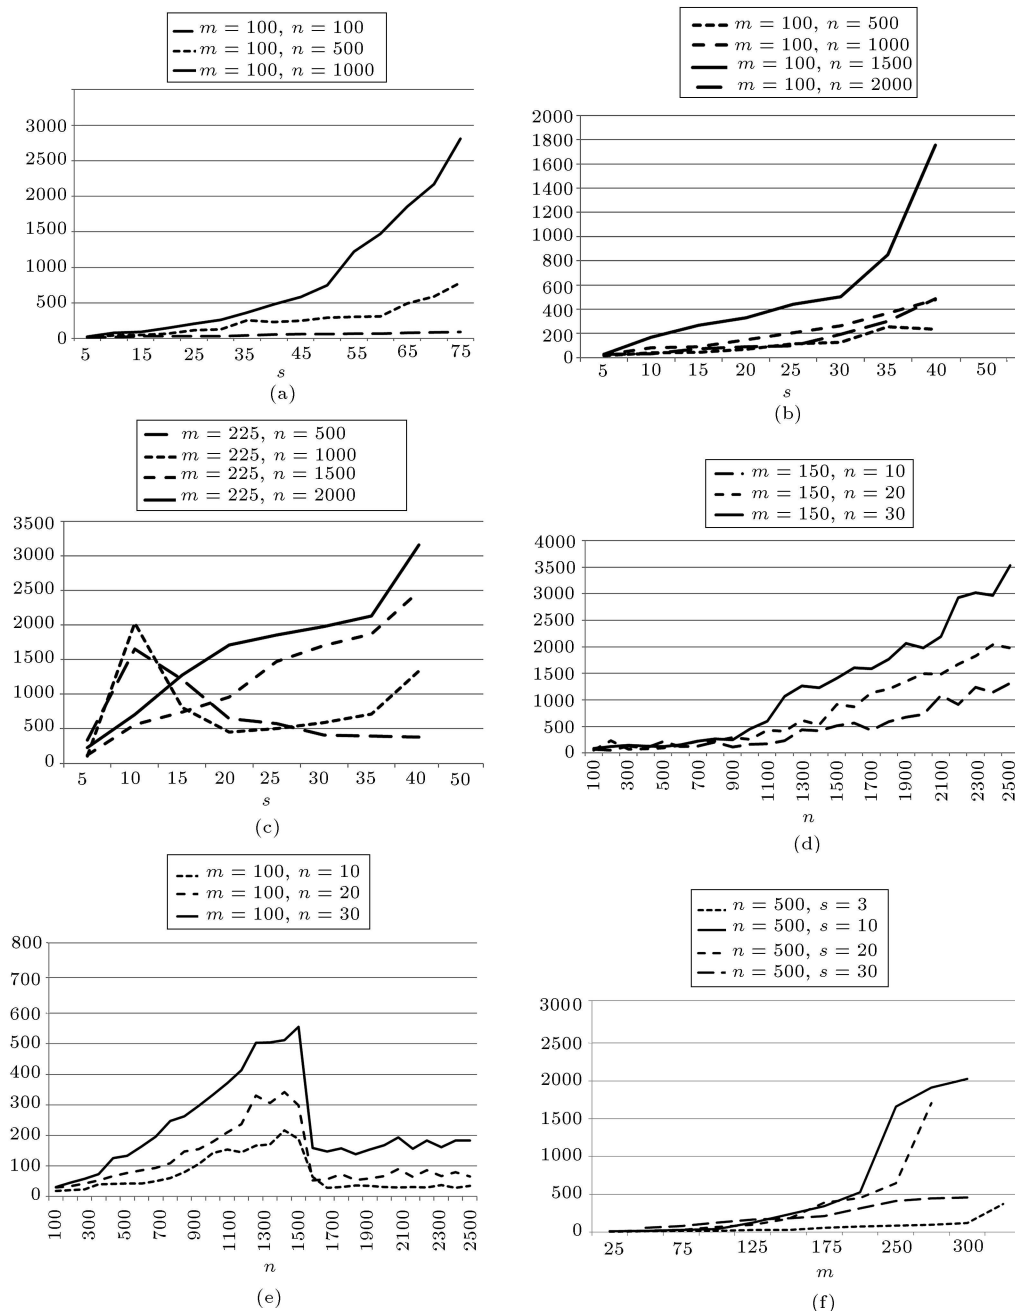 m = 100, n = 100
m = 100, n = 500
m = 100, n = 1000
3000
2500
2000
1500
1000
500
0
5 15 25 35 45 55 65 75
s
(a)
m = 100, n = 500
m = 100, n = 1000
m = 100, n = 1500
m = 100, n = 2000
2000
1800
1600
1400
1200
1000
800
600
400
200
0
5 10 15 20 25 30 35 40 50
s
(b)
m = 225, n = 500
m = 225, n = 1000
m = 225, n = 1500
m = 225, n = 2000
3500
3000
2500
2000
1500
1000
500
0
5 10 15 20 25 30 35 40 50
s
(c)
m = 150, n = 10
m = 150, n = 20
m = 150, n = 30
4000
3500
3000
2500
2000
1500
1000
500
0
100 300 500 700 900 1100 1300 1500 1700 1900 2100 2300 2500
n
(d)
m = 100, n = 10
m = 100, n = 20
m = 100, n = 30
800
700
600
500
400
300
200
100
0
100 300 500 700 900 1100 1300 1500 1700 1900 2100 2300 2500
n
(e)
n = 500, s = 3
n = 500, s = 10
n = 500, s = 20
n = 500, s = 30
3000
2500
2000
1500
1000
500
0
25 75 125 175 250 300
m
(f)